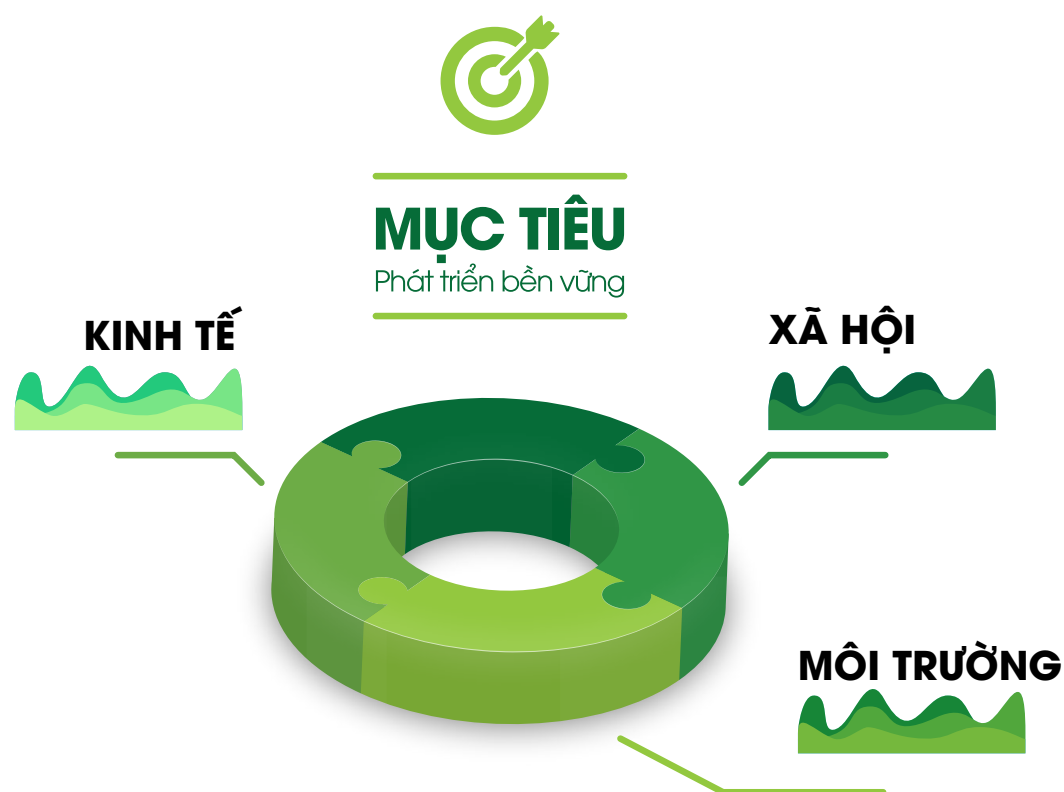 MỤC TIÊU
Phát triển bền vững
KINH TẾ
XÃ HỘI
MÔI TRƯỜNG